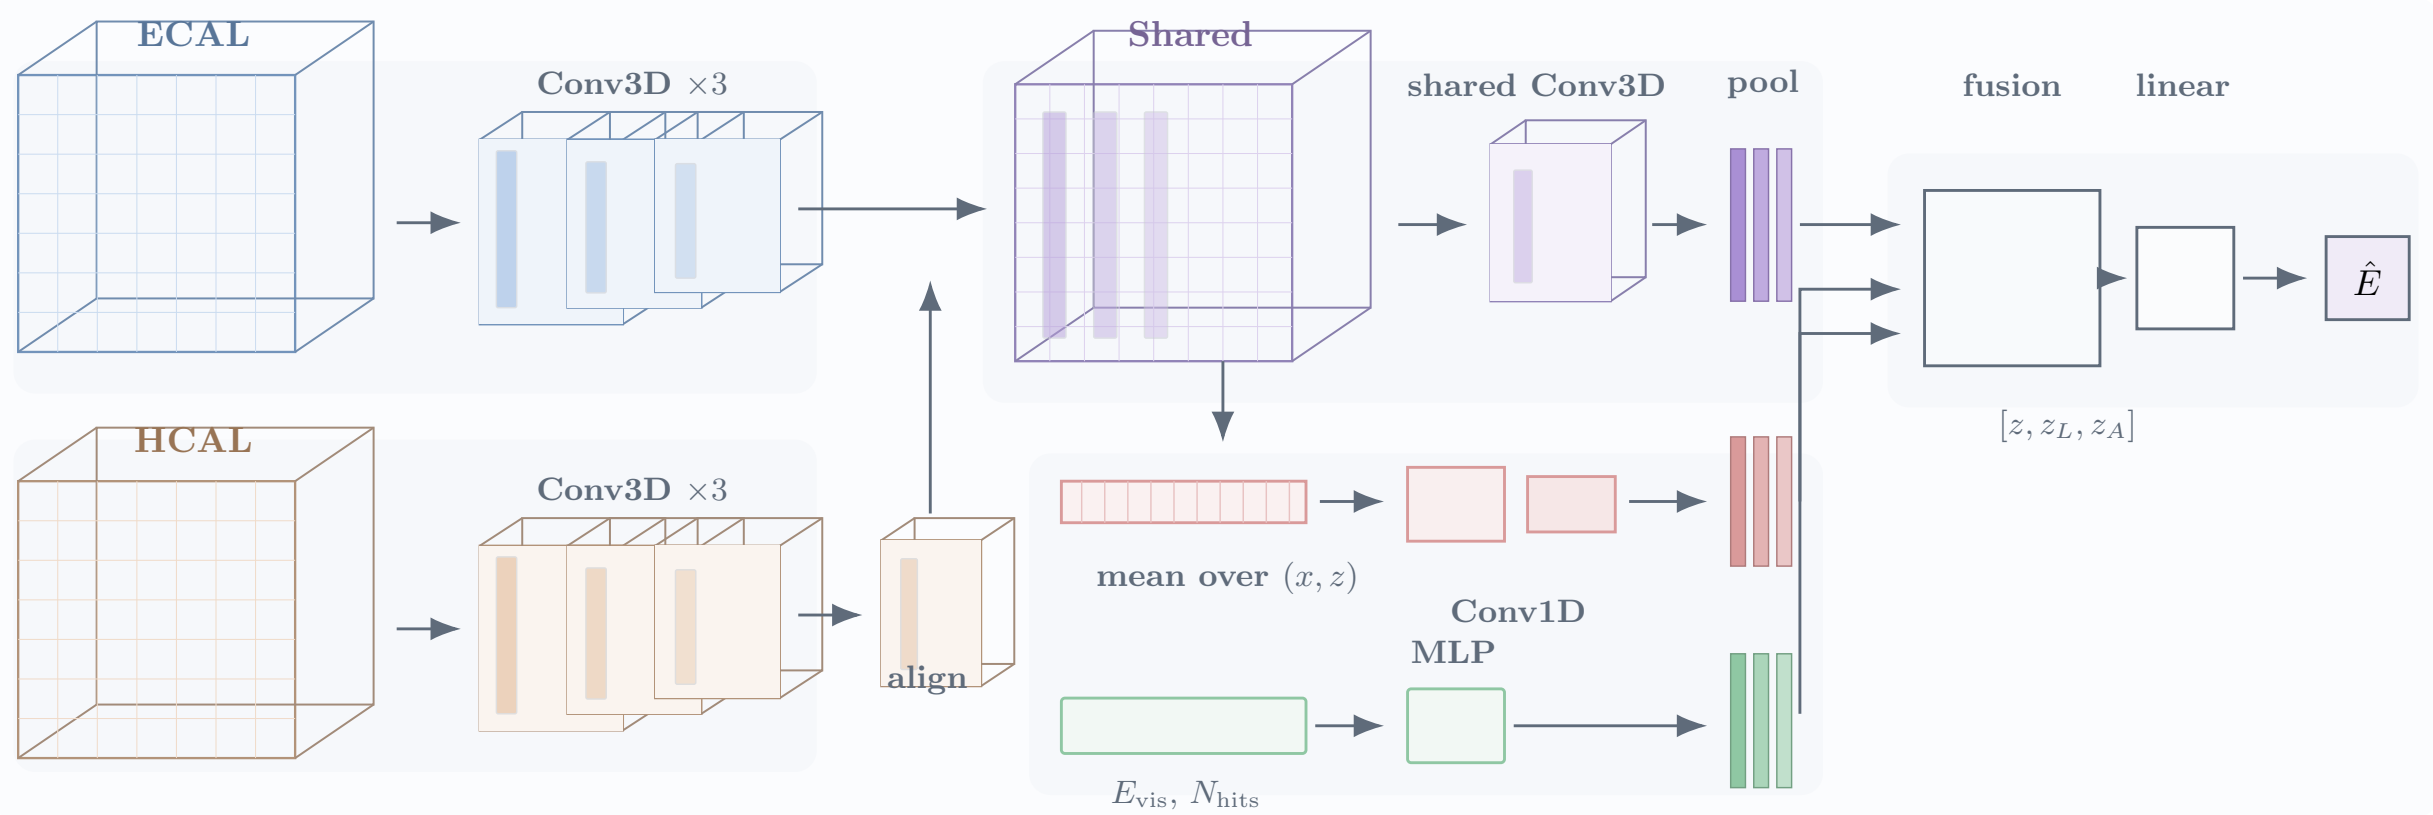 ECAL
Conv3D ×3
Shared
shared Conv3D
pool
fusion
linear
Ê
[z, z_L, z_A]
HCAL
Conv3D ×3
align
mean over (x, z)
Conv1D
MLP
E_vis, N_hits